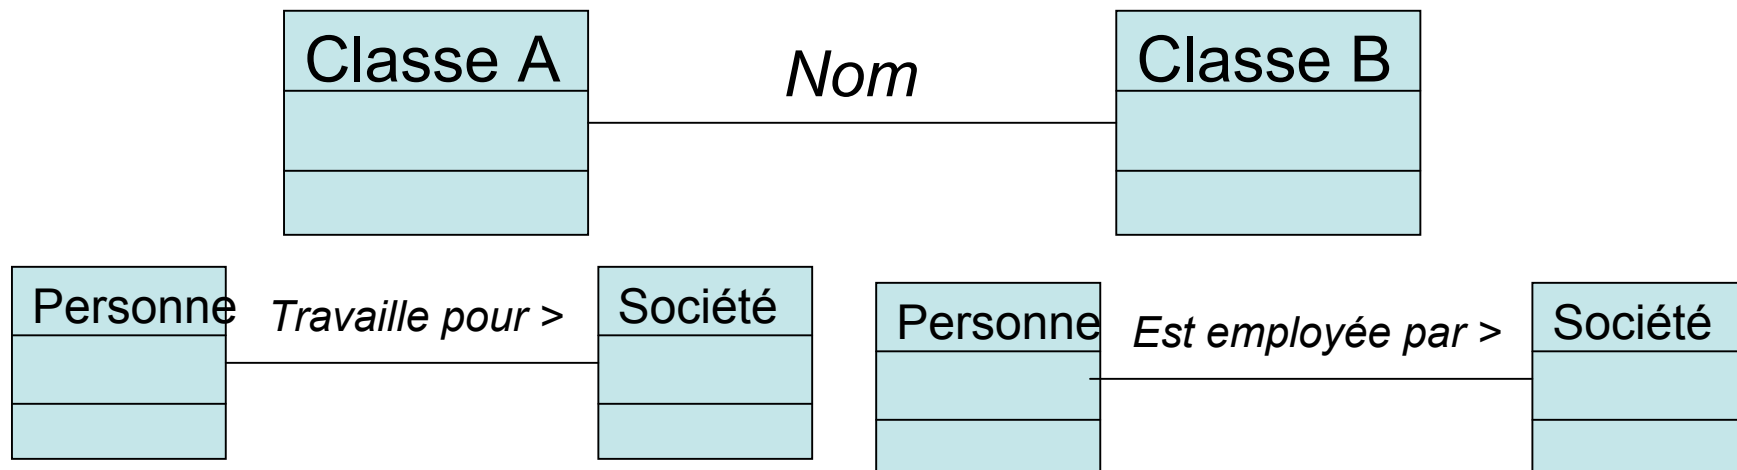 Classe A
Nom
Classe B
Personne
Travaille pour >
Société
Personne
Est employée par >
Société